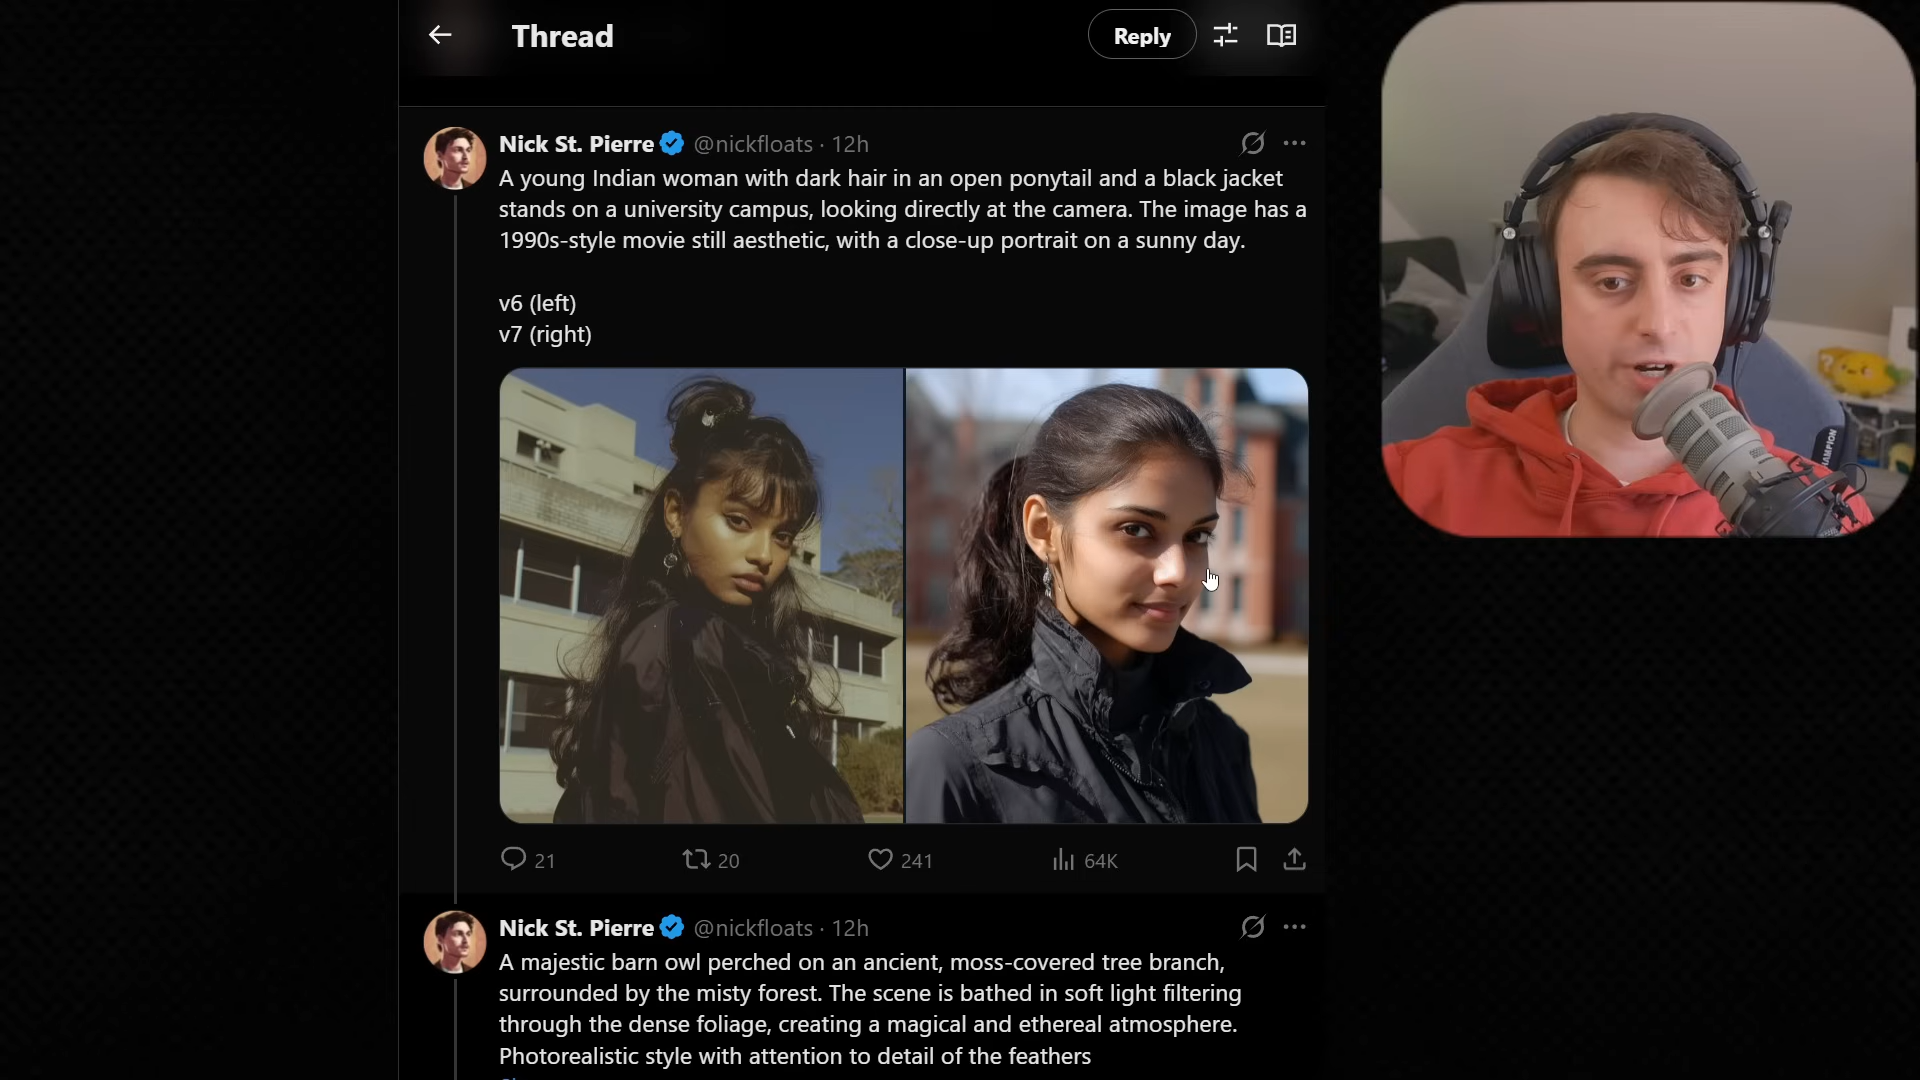 Thread
Reply
Nick St. Pierre @nickfloats · 12h
A young Indian woman with dark hair in an open ponytail and a black jacket
stands on a university campus, looking directly at the camera. The image has a
1990s-style movie still aesthetic, with a close-up portrait on a sunny day.
v6 (left)
v7 (right)
21 20 241 64K
Nick St. Pierre @nickfloats · 12h
A majestic barn owl perched on an ancient, moss-covered tree branch,
surrounded by the misty forest. The scene is bathed in soft light filtering
through the dense foliage, creating a magical and ethereal atmosphere.
Photorealistic style with attention to detail of the feathers